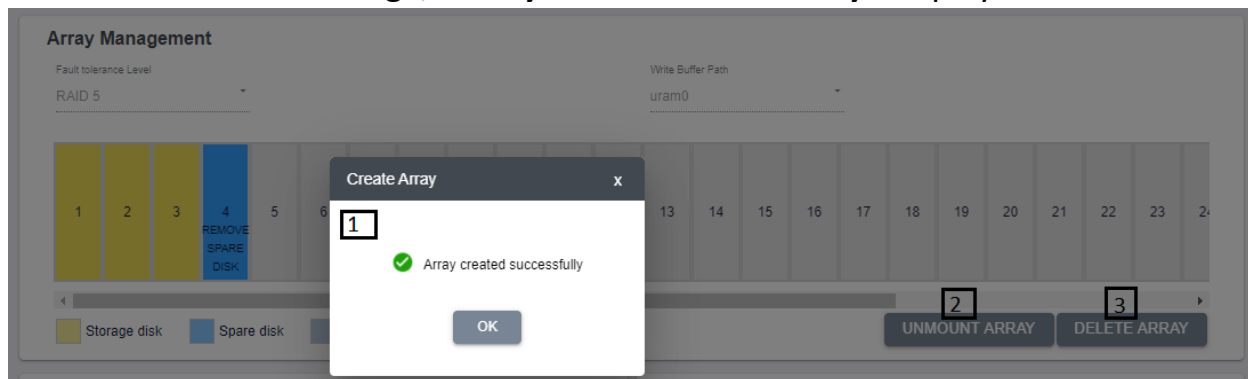 Array Management
Fault tolerance Level
Write Buffer Path
RAID 5
uram0
Create Array x
1 2 3 4 5 6 13 14 15 16 17 18 19 20 21 22 23
REMOVE
SPARE
DISK
1
Array created successfully
2 3
Storage disk Spare disk OK UNMOUNT ARRAY DELETE ARRAY